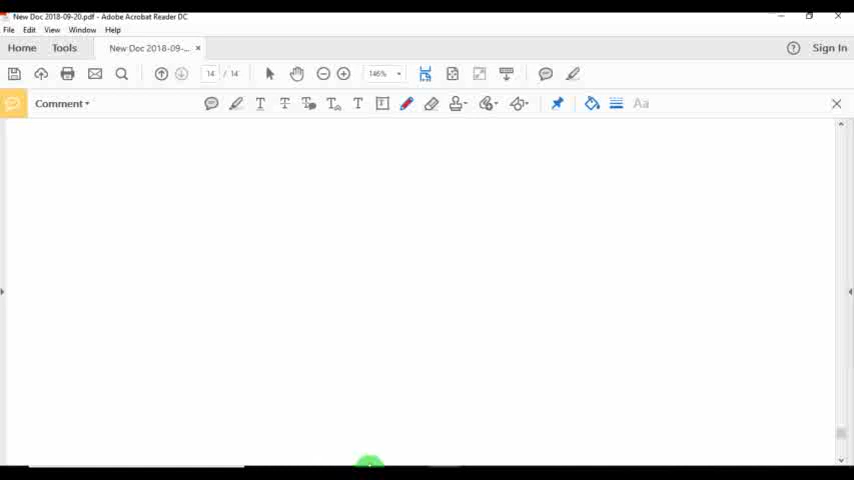 New Doc 2018-09-20.pdf - Adobe Acrobat Reader DC
File Edit View Window Help
Home Tools New Doc 2018-09-... × Sign In
14 / 14 146%
Comment Aa